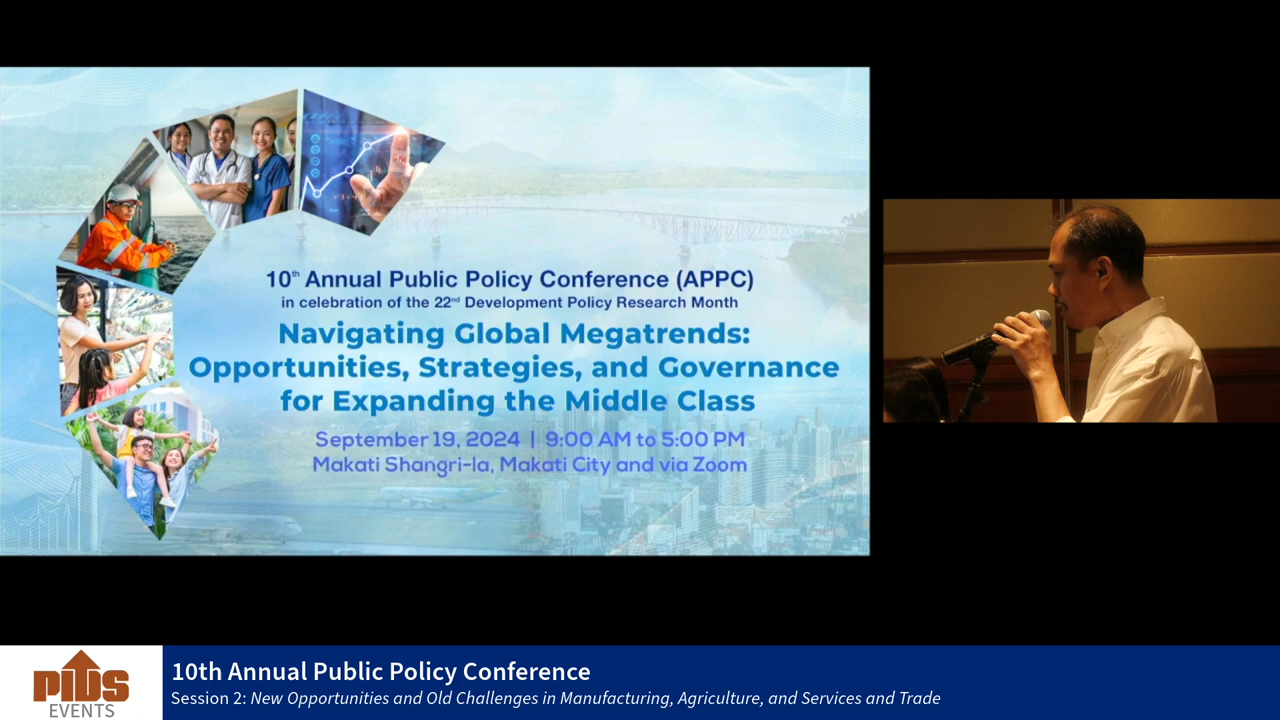 10th Annual Public Policy Conference (APPC)
in celebration of the 22nd Development Policy Research Month
Navigating Global Megatrends:
Opportunities, Strategies, and Governance
for Expanding the Middle Class
September 19, 2024 | 9:00 AM to 5:00 PM
Makati Shangri-la, Makati City and via Zoom
PIDS
EVENTS
10th Annual Public Policy Conference
Session 2: New Opportunities and Old Challenges in Manufacturing, Agriculture, and Services and Trade